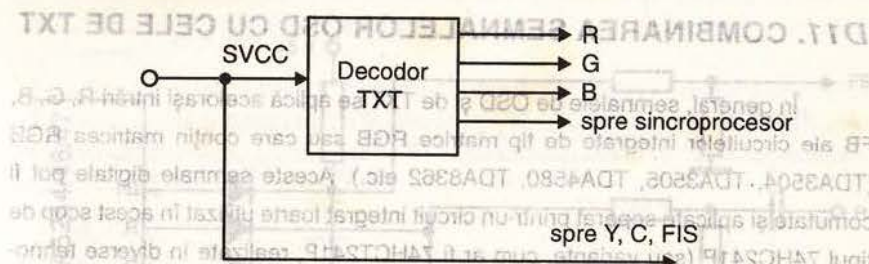 D11. COMBINAREA SEMNALELOR OSD CU CELE DE TXT
SVCC
Decodor
TXT
R
G
B
spre sincroprocesor
spre Y, C, FIS
În general, semnalele de OSD și de TXT se aplică acelorași intrări R, G, B,
FB ale circuitelor integrate de tip matrice RGB sau care conțin matricea RGB
(TDA3504, TDA3505, TDA4580, TDA8362 etc.) Aceste semnale digitale pot fi
comutate și aplicate separat printr-un circuit integrat foarte utilizat în acest scop de
tipul 74HC241P (sau variante, cum ar fi 74HCT241P, realizate în diverse tehno-